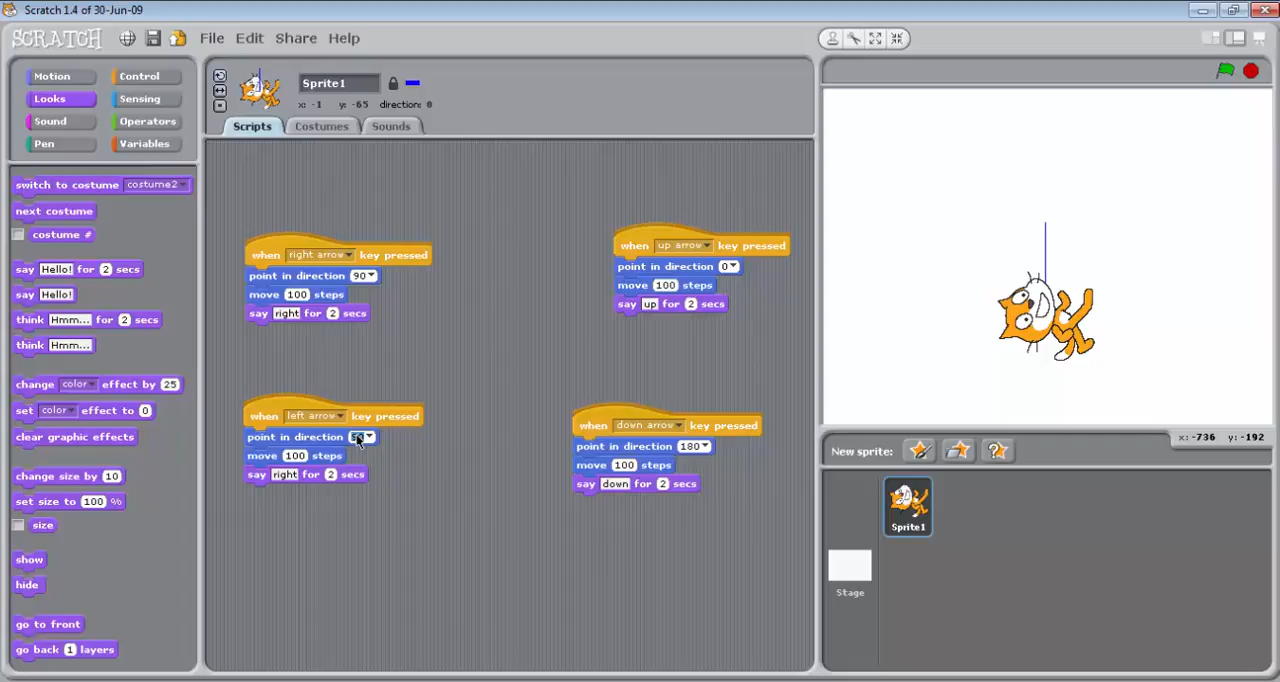 Scratch 1.4 of 30-Jun-09
SCRATCH File Edit Share Help
Motion Control
Looks Sensing
Sound Operators
Pen Variables
switch to costume costume2
next costume
costume #
say Hello! for 2 secs
say Hello!
think Hmm... for 2 secs
think Hmm...
change color effect by 25
set color effect to 0
clear graphic effects
change size by 10
set size to 100 %
size
show
hide
go to front
go back 1 layers
Sprite1
x: -1 y: -65 direction: 0
Scripts Costumes Sounds
when right arrow key pressed
point in direction 90
move 100 steps
say right for 2 secs
when up arrow key pressed
point in direction 0
move 100 steps
say up for 2 secs
when left arrow key pressed
point in direction
move 100 steps
say right for 2 secs
when down arrow key pressed
point in direction 180
move 100 steps
say down for 2 secs
x: -736 y: -192
New sprite:
Sprite1
Stage